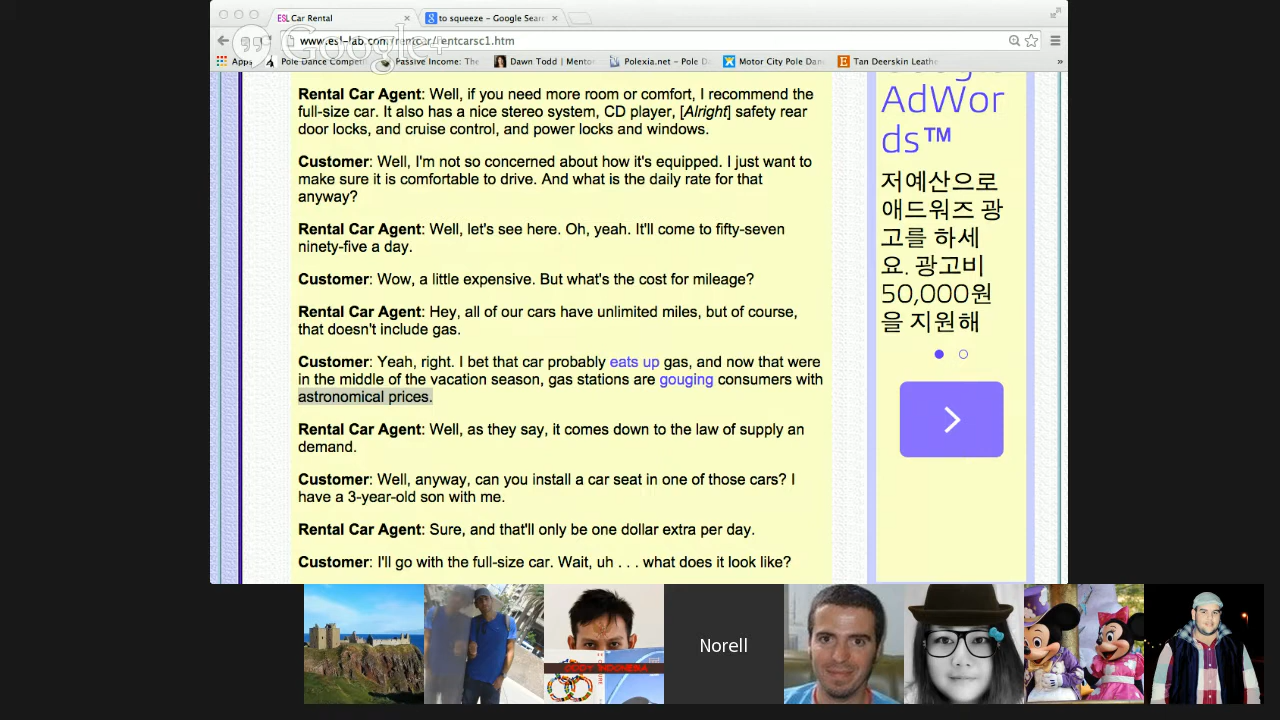 ESL Car Rental
to squeeze – Google Searc
Google+
www.esl-lab.com/rentcar/rentcarsc1.htm
Apps
Pole Dance Competi
Passive Income: The
Dawn Todd | Mentor
Polexia.net – Pole D
Motor City Pole Danc
Tan Deerskin Leathe
»
AdWor
ds™
저예산으로
애드워즈 광
고를 하세
요. 광고비
50,000원
을 지원해
Rental Car Agent: Well, if you need more room or comfort, I recommend the
full-size car. It also has a nice stereo system, CD player, [Alright] safety rear
door locks, and cruise control, and power locks and windows.
Customer: Well, I'm not so concerned about how it's equipped. I just want to
make sure it is comfortable to drive. And what is the daily rate for that
anyway?
Rental Car Agent: Well, let's see here. Oh, yeah. It'll come to fifty-seven
ninety-five a day.
Customer: Wow, a little expensive. But what's the cost for mileage?
Rental Car Agent: Hey, all of our cars have unlimited miles, but of course,
that doesn't include gas.
Customer: Yeah, right. I bet that car probably eats up gas, and now that were
in the middle of the vacation season, gas stations are gouging consumers with
astronomical prices.
Rental Car Agent: Well, as they say, it comes down to the law of supply an
demand.
Customer: Well, anyway, can you install a car seat in one of those cars? I
have a 3-year-old son with me.
Rental Car Agent: Sure, and that'll only be one dollar extra per day.
Customer: I'll go with the full-size car. Wait, uh . . . what does it look like?
Norell
ODDY INDONESIA